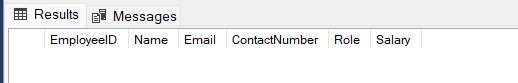 Results Messages
EmployeeID Name Email ContactNumber Role Salary